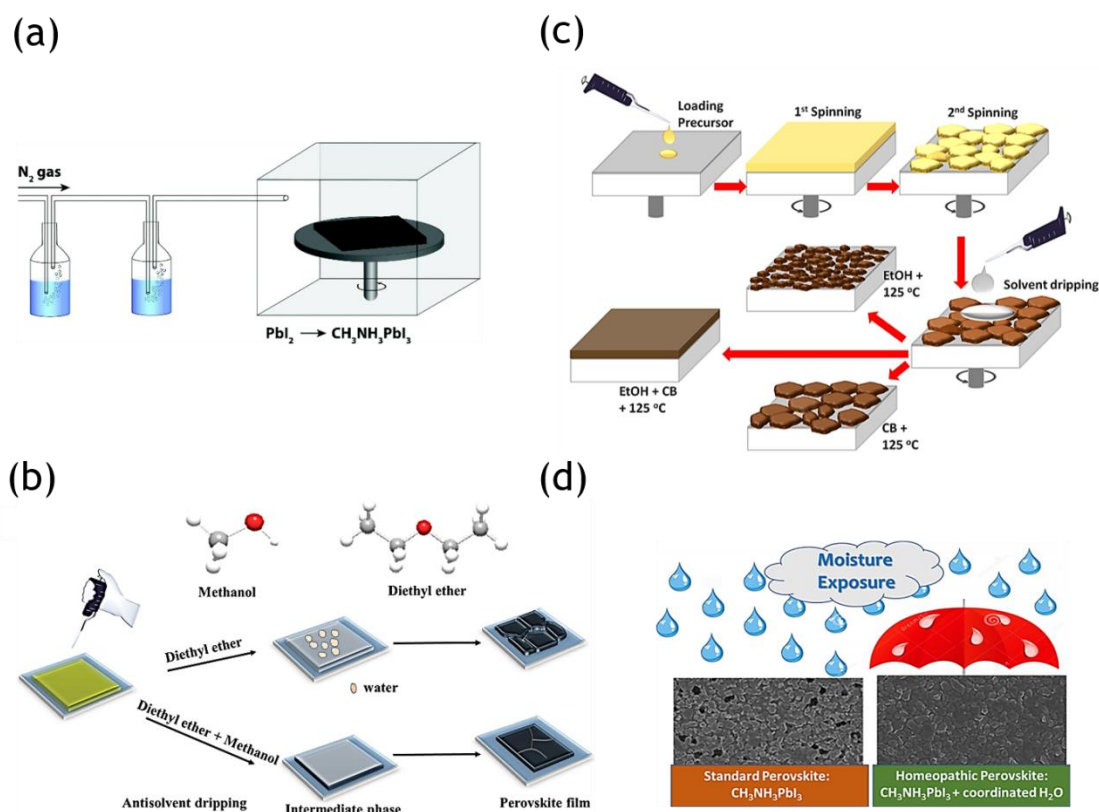 (a)
N₂ gas
PbI₂ → CH₃NH₃PbI₃
(c)
Loading
Precursor
1st Spinning
2nd Spinning
Solvent dripping
EtOH +
125 °C
EtOH + CB
+ 125 °C
CB +
125 °C
(b)
Methanol
Diethyl ether
Diethyl ether
water
Diethyl ether + Methanol
Antisolvent dripping
Intermediate phase
Perovskite film
(d)
Moisture
Exposure
Standard Perovskite:
CH₃NH₃PbI₃
Homeopathic Perovskite:
CH₃NH₃PbI₃ + coordinated H₂O